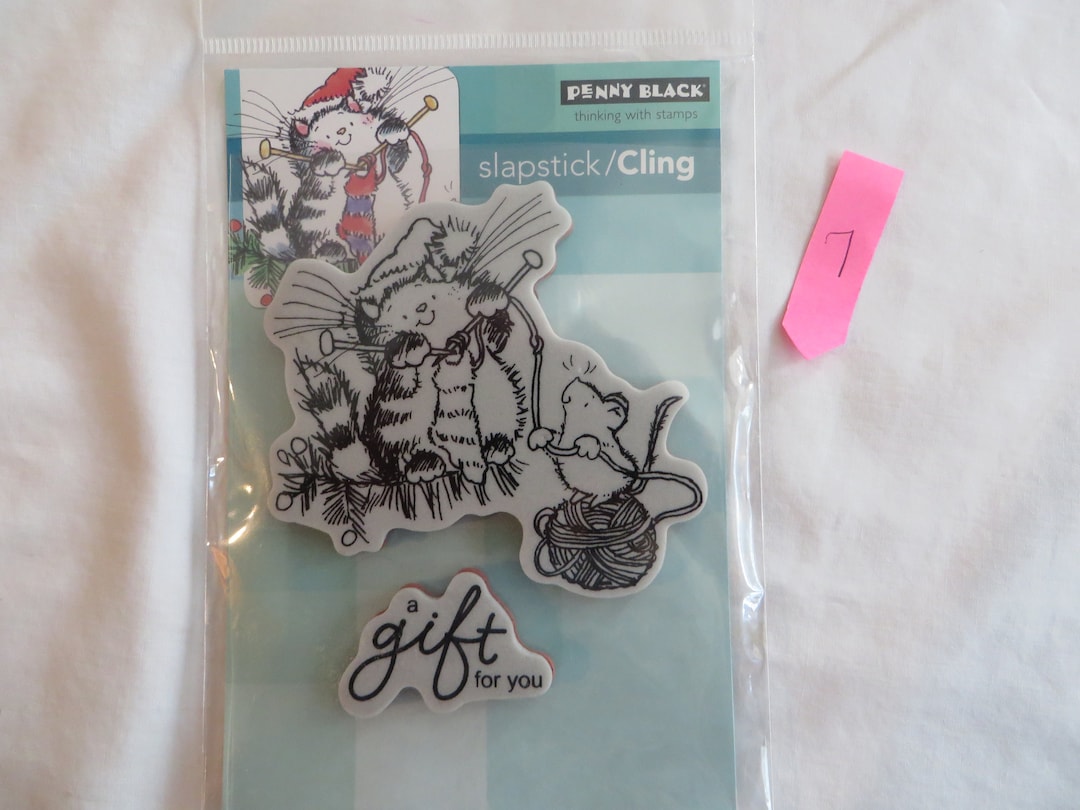 PENNY BLACK
thinking with stamps
slapstick/Cling
7
a
gift
for you